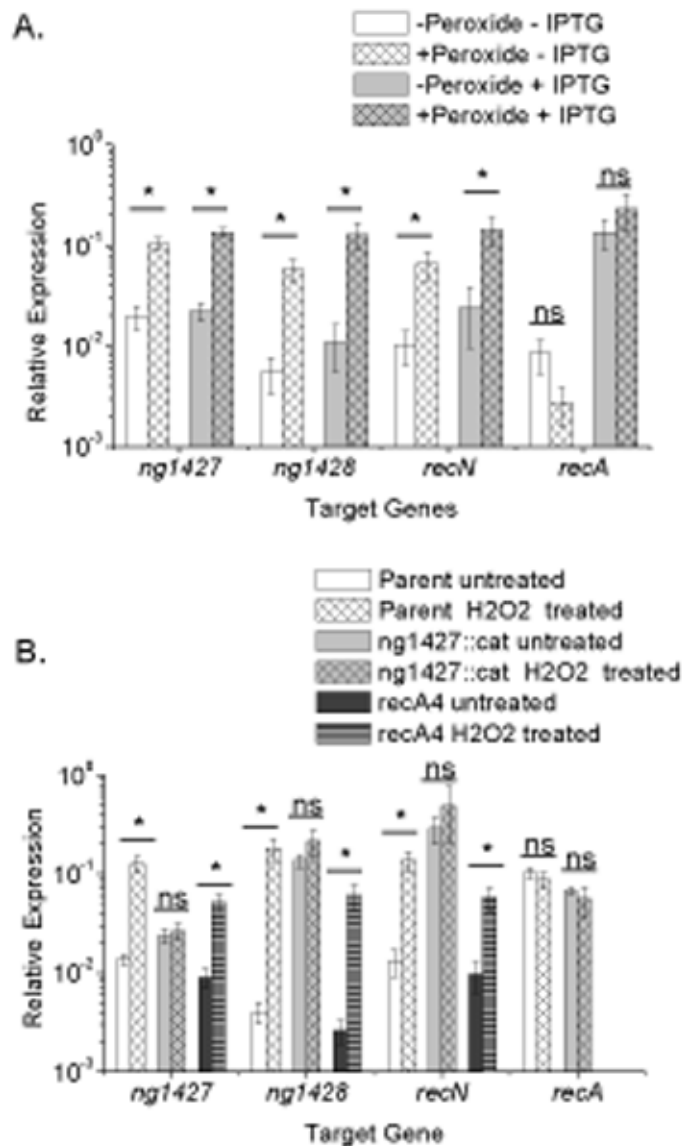 A.
-Peroxide - IPTG
+Peroxide - IPTG
-Peroxide + IPTG
+Peroxide + IPTG
10⁰
10⁻¹
10⁻²
10⁻³
Relative Expression
* * * * * * ns ns
ng1427 ng1428 recN recA
Target Genes
B.
Parent untreated
Parent H2O2 treated
ng1427::cat untreated
ng1427::cat H2O2 treated
recA4 untreated
recA4 H2O2 treated
10⁰
10⁻¹
10⁻²
10⁻³
Relative Expression
* ns * * ns * * ns * ns ns
ng1427 ng1428 recN recA
Target Gene